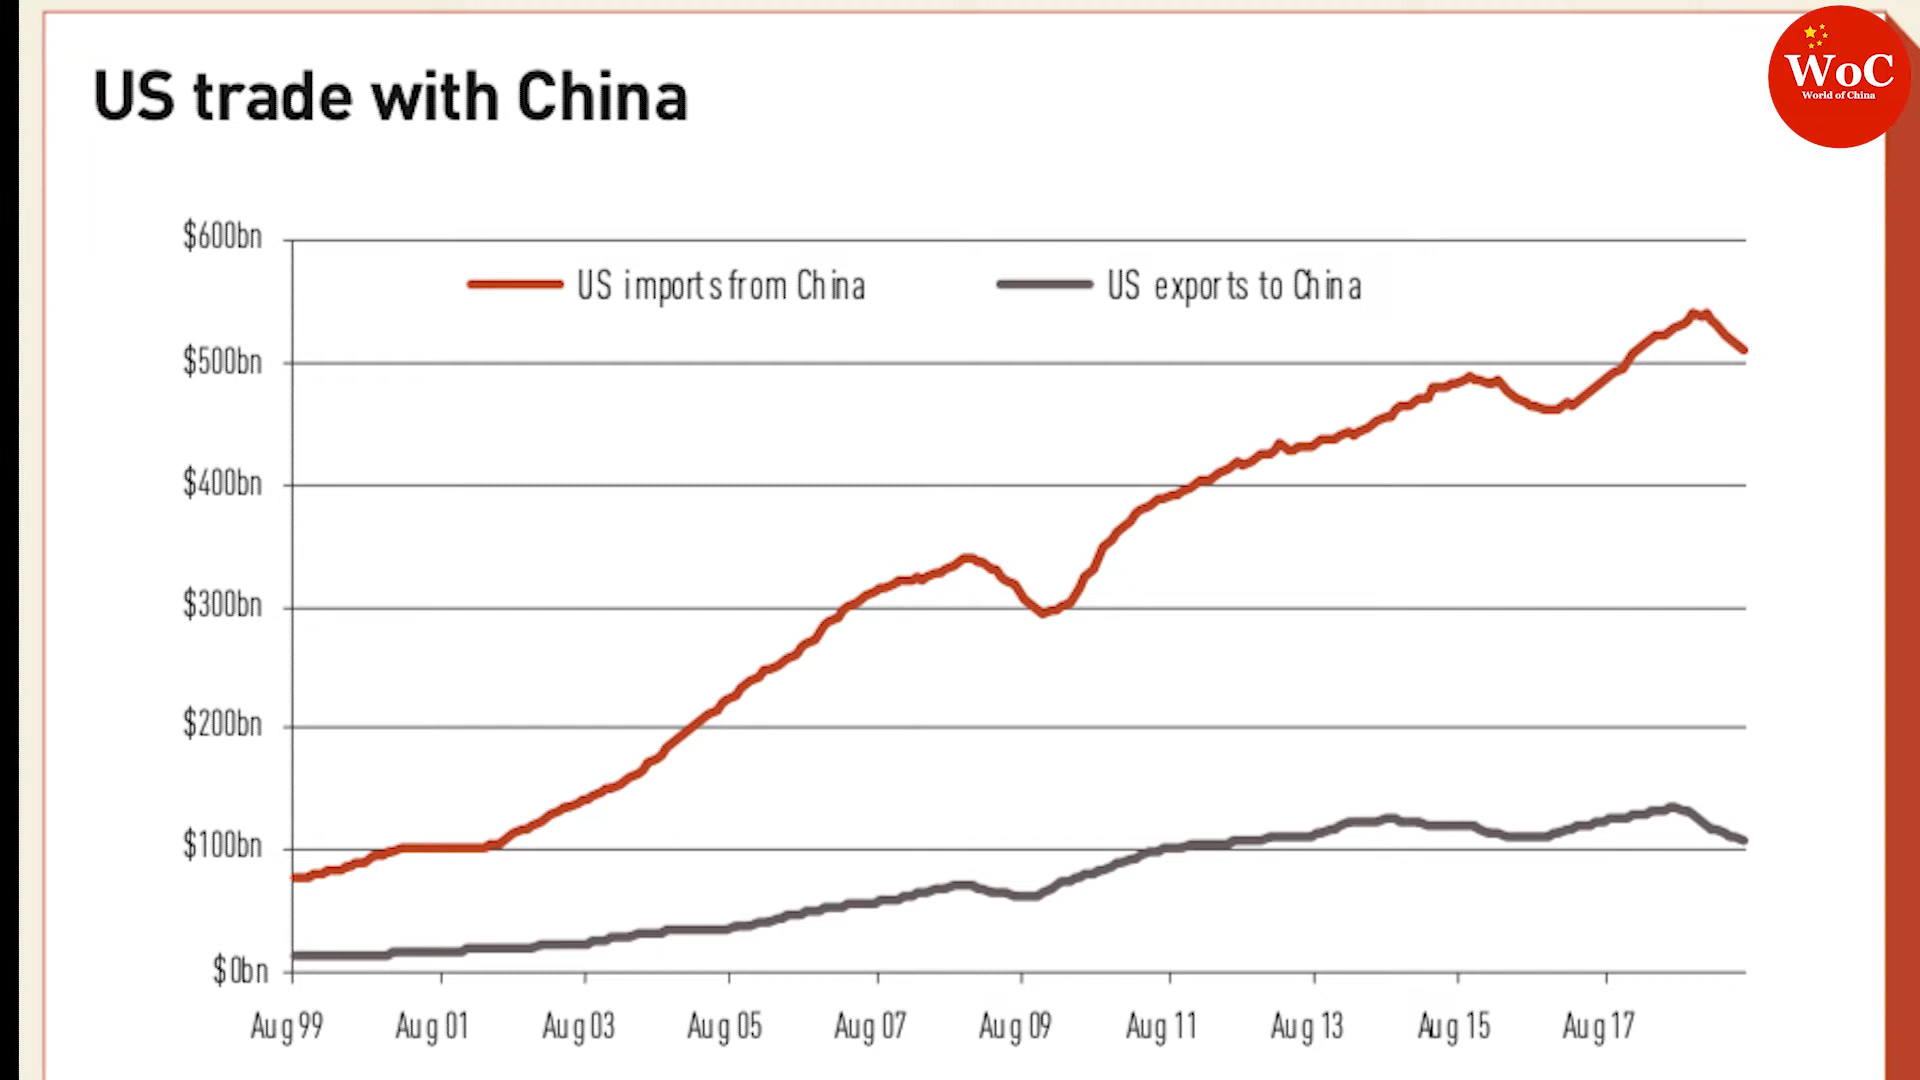 WoC
World of China
US trade with China
$600bn
US imports from China
US exports to China
$500bn
$400bn
$300bn
$200bn
$100bn
$0bn
Aug 99
Aug 01
Aug 03
Aug 05
Aug 07
Aug 09
Aug 11
Aug 13
Aug 15
Aug 17